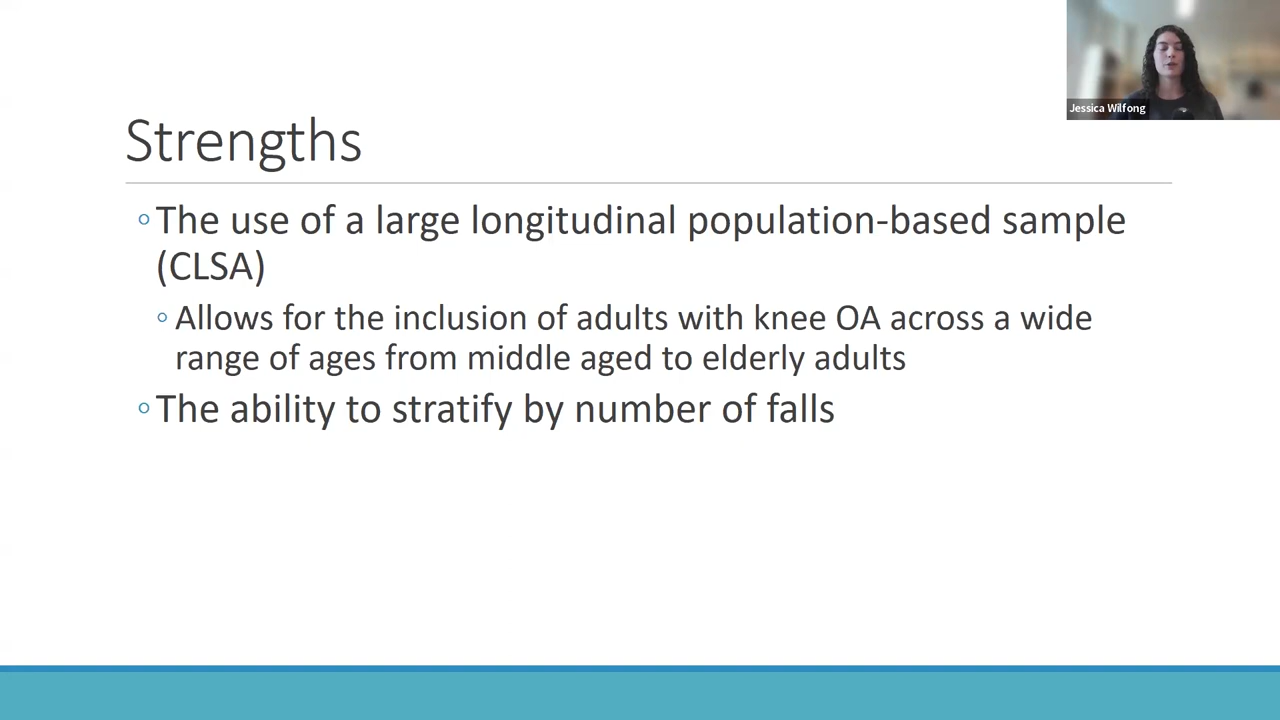 Jessica Wilfong
Strengths
◦The use of a large longitudinal population-based sample
(CLSA)
◦Allows for the inclusion of adults with knee OA across a wide
range of ages from middle aged to elderly adults
◦The ability to stratify by number of falls